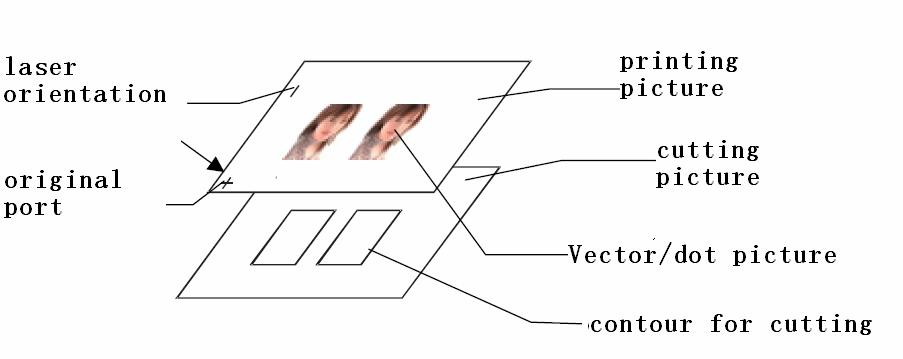 laser
orientation
original
port
printing
picture
cutting
picture
Vector/dot picture
contour for cutting